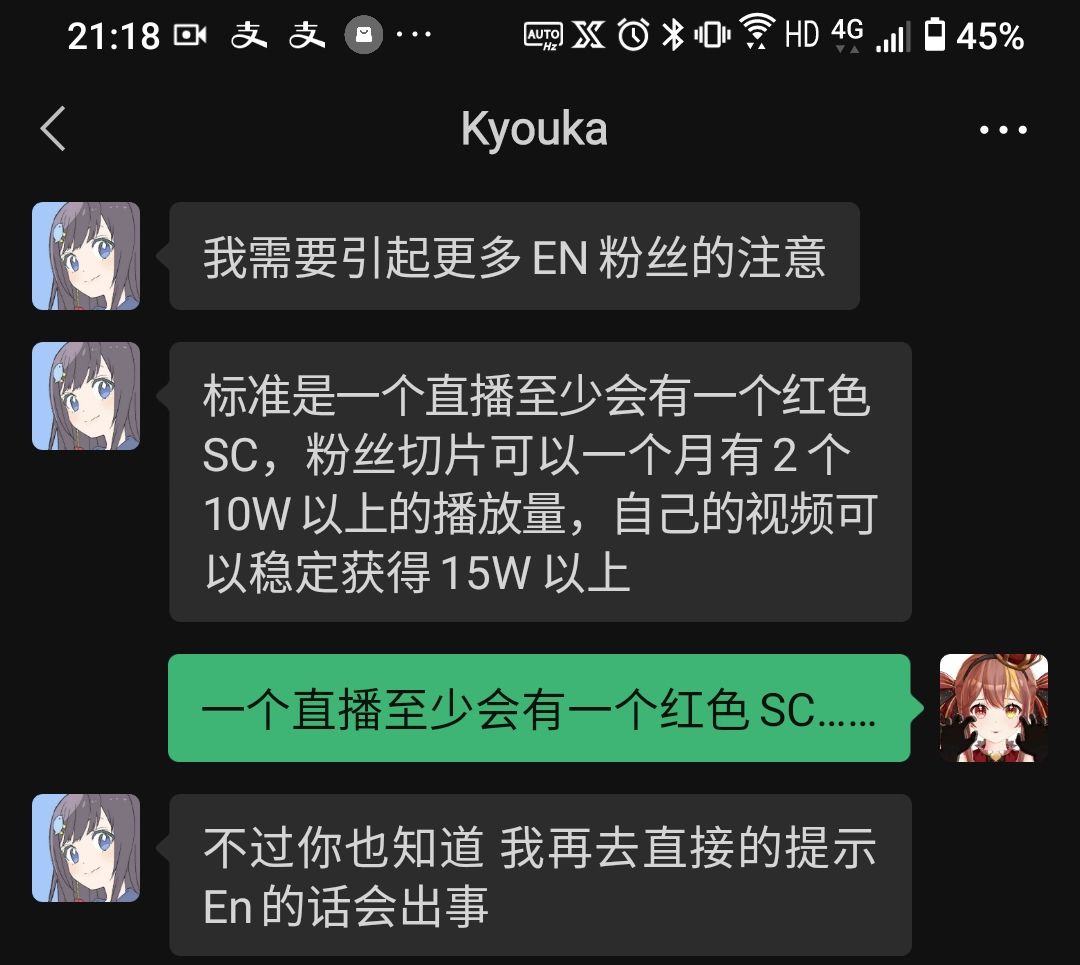 21:18 支 支 ... AUTO Hz HD 4G 45%
Kyouka
我需要引起更多 EN 粉丝的注意
标准是一个直播至少会有一个红色
SC，粉丝切片可以一个月有 2 个
10W 以上的播放量，自己的视频可
以稳定获得 15W 以上
一个直播至少会有一个红色 SC……
不过你也知道 我再去直接的提示
En 的话会出事